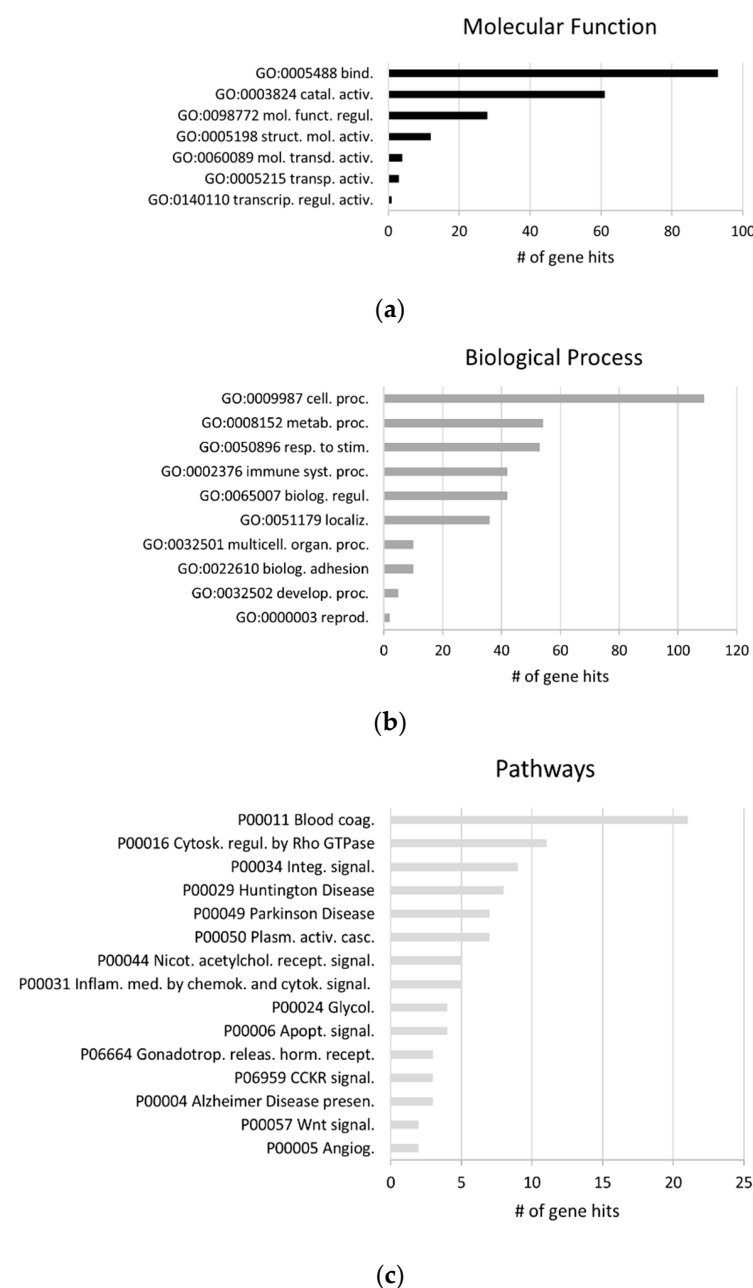 Molecular Function
GO:0005488 bind.
GO:0003824 catal. activ.
GO:0098772 mol. funct. regul.
GO:0005198 struct. mol. activ.
GO:0060089 mol. transd. activ.
GO:0005215 transp. activ.
GO:0140110 transcrip. regul. activ.
0 20 40 60 80 100
# of gene hits
(a)
Biological Process
GO:0009987 cell. proc.
GO:0008152 metab. proc.
GO:0050896 resp. to stim.
GO:0002376 immune syst. proc.
GO:0065007 biolog. regul.
GO:0051179 localiz.
GO:0032501 multicell. organ. proc.
GO:0022610 biolog. adhesion
GO:0032502 develop. proc.
GO:0000003 reprod.
0 20 40 60 80 100 120
# of gene hits
(b)
Pathways
P00011 Blood coag.
P00016 Cytosk. regul. by Rho GTPase
P00034 Integ. signal.
P00029 Huntington Disease
P00049 Parkinson Disease
P00050 Plasm. activ. casc.
P00044 Nicot. acetylchol. recept. signal.
P00031 Inflam. med. by chemok. and cytok. signal.
P00024 Glycol.
P00006 Apopt. signal.
P06664 Gonadotrop. releas. horm. recept.
P06959 CCKR signal.
P00004 Alzheimer Disease presen.
P00057 Wnt signal.
P00005 Angiog.
0 5 10 15 20 25
# of gene hits
(c)